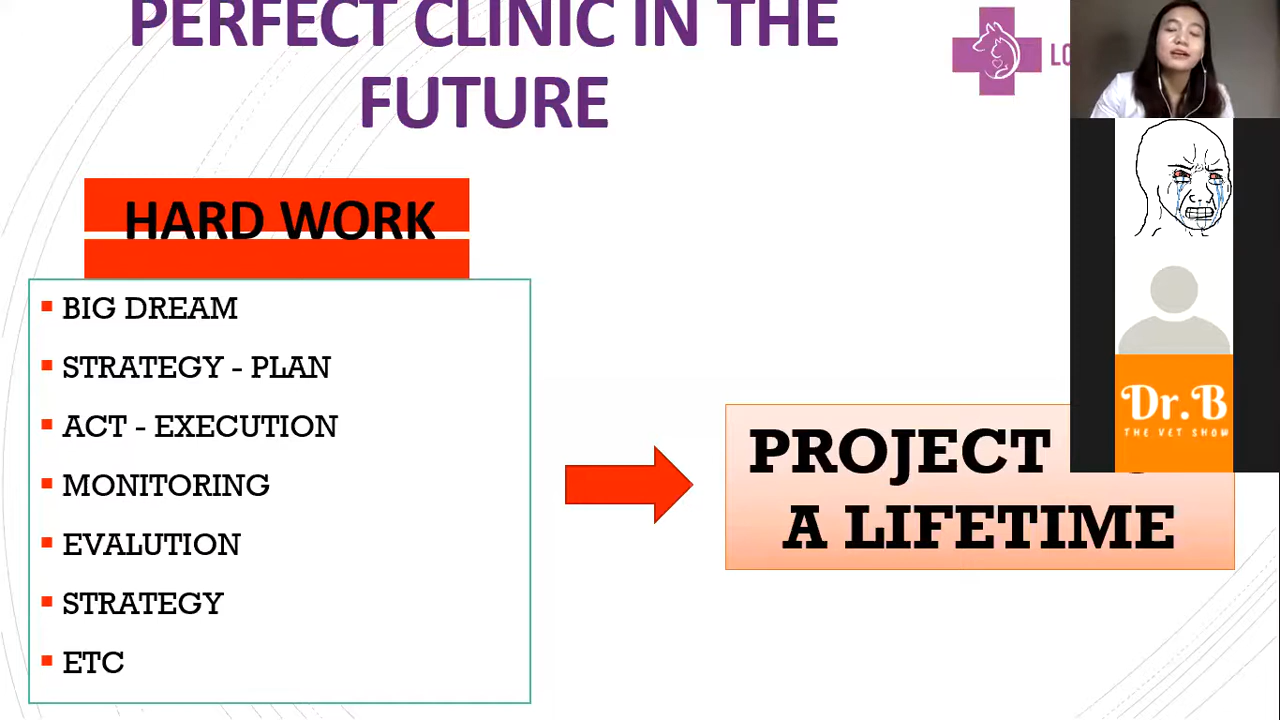 PERFECT CLINIC IN THE
FUTURE
LO
HARD WORK
BIG DREAM
STRATEGY - PLAN
ACT - EXECUTION
MONITORING
EVALUTION
STRATEGY
ETC
PROJECT
A LIFETIME
Dr.B
THE VET SHOW